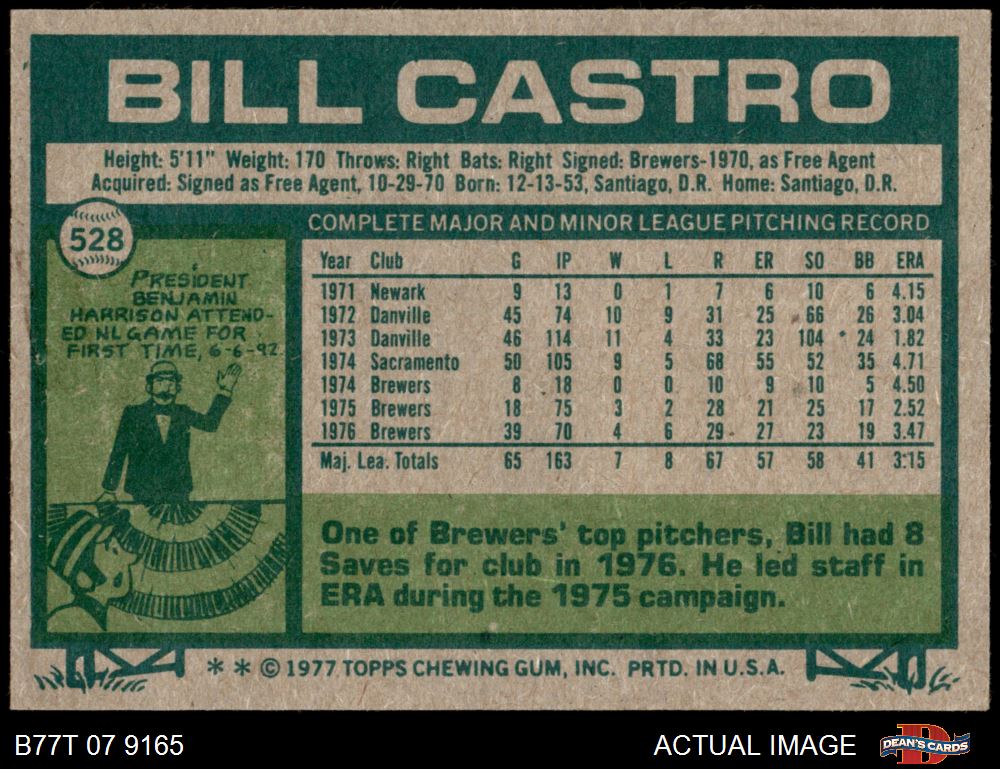 BILL CASTRO
Height: 5'11" Weight: 170 Throws: Right Bats: Right Signed: Brewers-1970, as Free Agent
Acquired: Signed as Free Agent, 10-29-70 Born: 12-13-53, Santiago, D.R. Home: Santiago, D.R.
528
PRESIDENT
BENJAMIN
HARRISON ATTEND-
ED NL GAME FOR
FIRST TIME, 6-6-92
COMPLETE MAJOR AND MINOR LEAGUE PITCHING RECORD
Year Club G IP W L R ER SO BB ERA
1971 Newark 9 13 0 1 7 6 10 6 4.15
1972 Danville 45 74 10 9 31 25 66 26 3.04
1973 Danville 46 114 11 4 33 23 104 24 1.82
1974 Sacramento 50 105 9 5 68 55 52 35 4.71
1974 Brewers 8 18 0 0 10 9 10 5 4.50
1975 Brewers 18 75 3 2 28 21 25 17 2.52
1976 Brewers 39 70 4 6 29 27 23 19 3.47
Maj. Lea. Totals 65 163 7 8 67 57 58 41 3.15
One of Brewers' top pitchers, Bill had 8
Saves for club in 1976. He led staff in
ERA during the 1975 campaign.
* * © 1977 TOPPS CHEWING GUM, INC. PRTD. IN U.S.A.
B77T 07 9165
ACTUAL IMAGE
DEAN'S CARDS